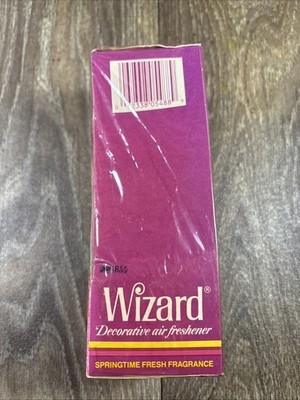 Wizard®
Decorative air freshener
SPRINGTIME FRESH FRAGRANCE